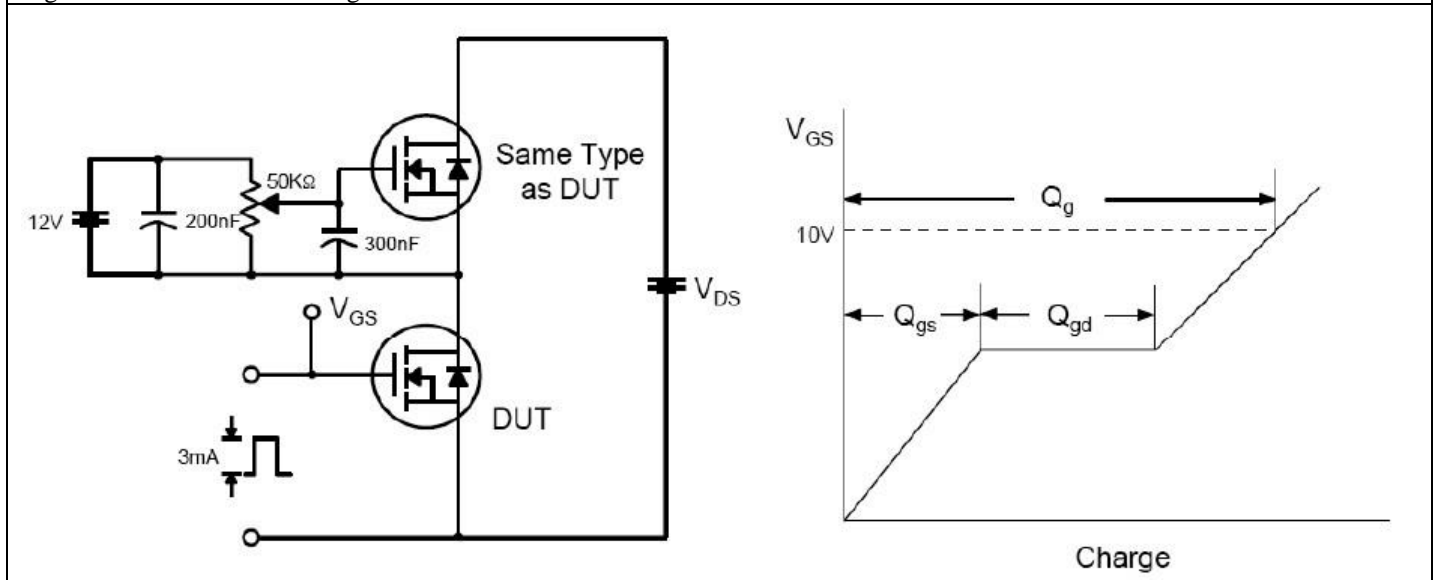 Same Type
as DUT
50KΩ
12V
200nF
300nF
V_GS
V_DS
DUT
3mA
V_GS
Q_g
10V
Q_gs
Q_gd
Charge